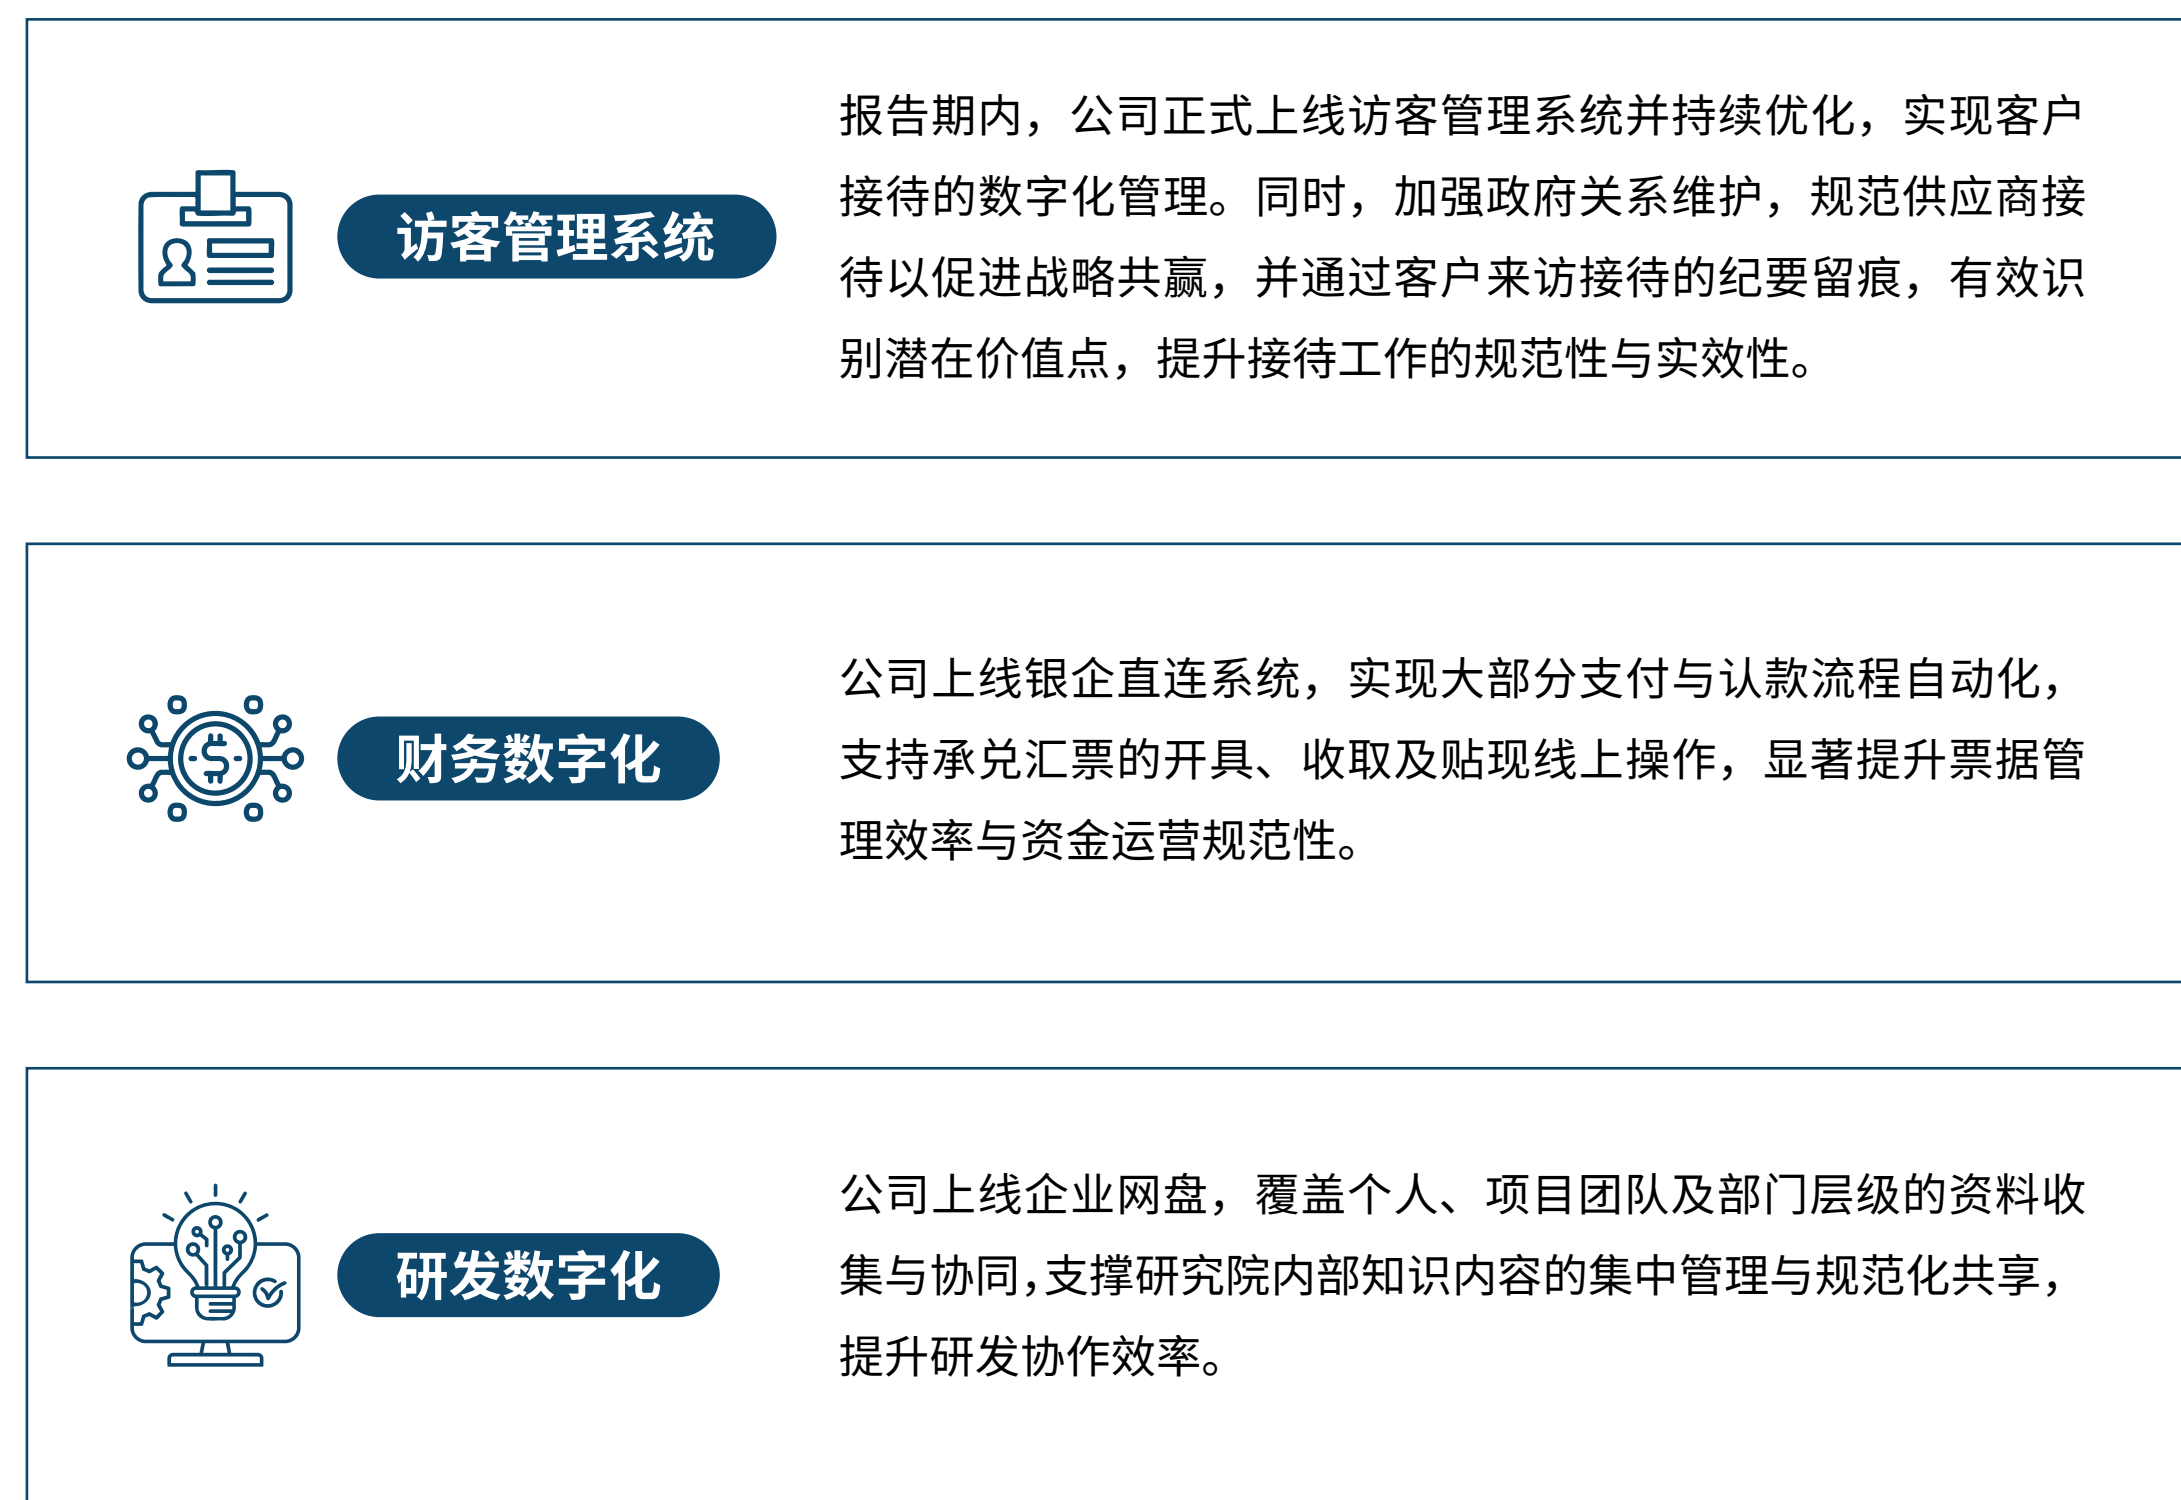 访客管理系统
报告期内，公司正式上线访客管理系统并持续优化，实现客户
接待的数字化管理。同时，加强政府关系维护，规范供应商接
待以促进战略共赢，并通过客户来访接待的纪要留痕，有效识
别潜在价值点，提升接待工作的规范性与实效性。
财务数字化
公司上线银企直连系统，实现大部分支付与认款流程自动化，
支持承兑汇票的开具、收取及贴现线上操作，显著提升票据管
理效率与资金运营规范性。
研发数字化
公司上线企业网盘，覆盖个人、项目团队及部门层级的资料收
集与协同，支撑研究院内部知识内容的集中管理与规范化共享，
提升研发协作效率。